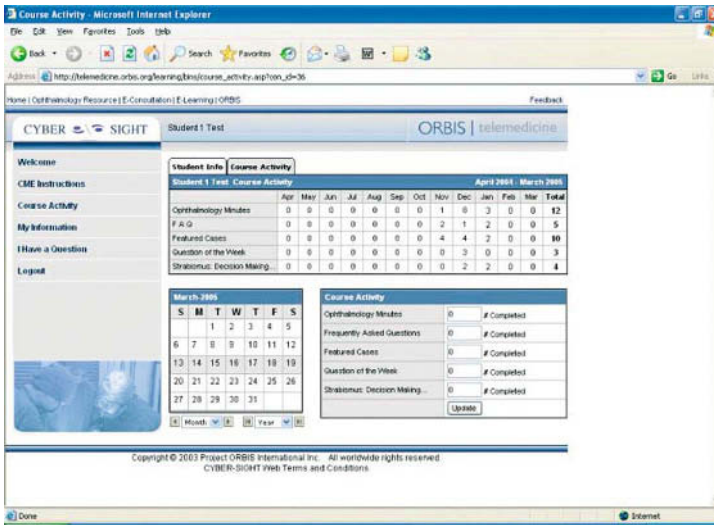 Course Activity - Microsoft Internet Explorer
File Edit View Favorites Tools Help
Back Search Favorites
Address http://telemedicine.orbis.org/learning/bins/course_activity.asp?con_id=36 Go Links
Home | Ophthalmology Resource | E-Consultation | E-Learning | ORBIS Feedback
CYBER SIGHT Student 1 Test ORBIS | telemedicine
Welcome
CME Instructions
Course Activity
My Information
I Have a Question
Logout
Student Info Course Activity
Student 1 Test Course Activity April 2004 - March 2005
Apr May Jun Jul Aug Sep Oct Nov Dec Jan Feb Mar Total
Ophthalmology Minutes 0 0 0 0 0 0 0 1 8 3 0 0 12
F A Q 0 0 0 0 0 0 0 2 1 2 0 0 5
Featured Cases 0 0 0 0 0 0 0 4 4 2 0 0 10
Question of the Week 0 0 0 0 0 0 0 0 3 0 0 0 3
Strabismus: Decision Making... 0 0 0 0 0 0 0 0 2 2 0 0 4
March 2005
S M T W T F S
1 2 3 4 5
6 7 8 9 10 11 12
13 14 15 16 17 18 19
20 21 22 23 24 25 26
27 28 29 30 31
Month Year
Course Activity
Ophthalmology Minutes 0 # Completed
Frequently Asked Questions 0 # Completed
Featured Cases 0 # Completed
Question of the Week 0 # Completed
Strabismus: Decision Making... 0 # Completed
Update
Copyright © 2003 Project ORBIS International Inc. All worldwide rights reserved
CYBER-SIGHT Web Terms and Conditions
Done Internet